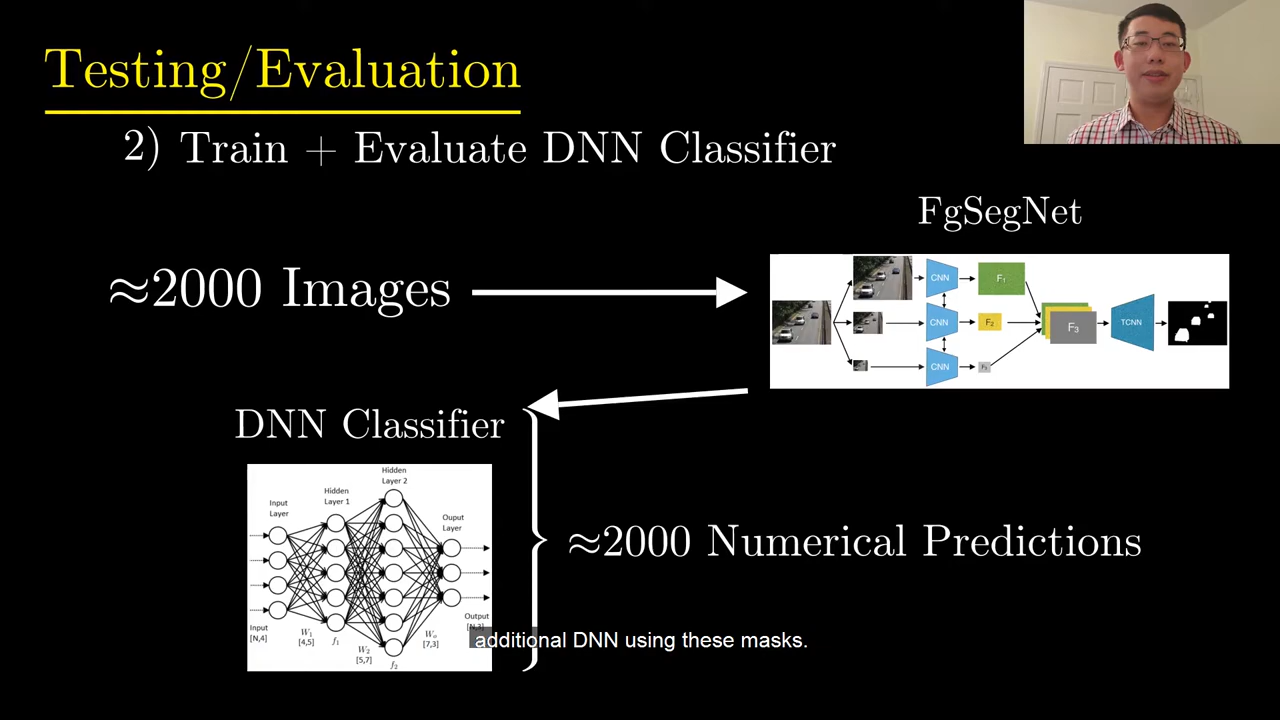 Testing/Evaluation
2) Train + Evaluate DNN Classifier
FgSegNet
≈2000 Images
CNN
F1
CNN
F2
F3
TCNN
CNN
F3
DNN Classifier
Hidden
Layer 2
Hidden
Layer 1
Input
Layer
Ouput
Layer
≈2000 Numerical Predictions
Input
[N,4]
W1
[4,5]
f1
W2
[5,7]
f2
Wo
[7,3]
Output
[N,3]
additional DNN using these masks.